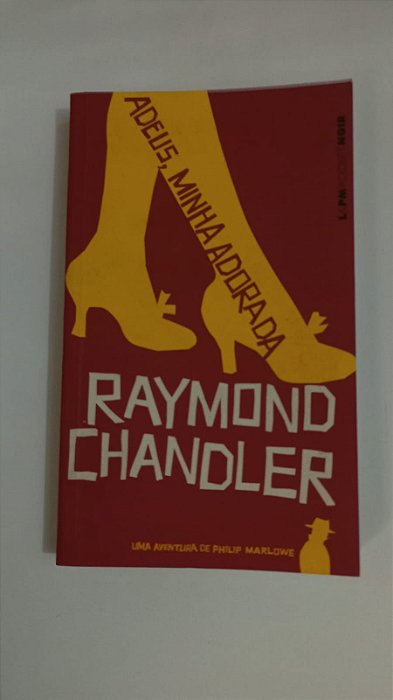 ADEUS, MINHA ADORADA
L&PM POCKET NOIR
RAYMOND
CHANDLER
UMA AVENTURA DE PHILIP MARLOWE